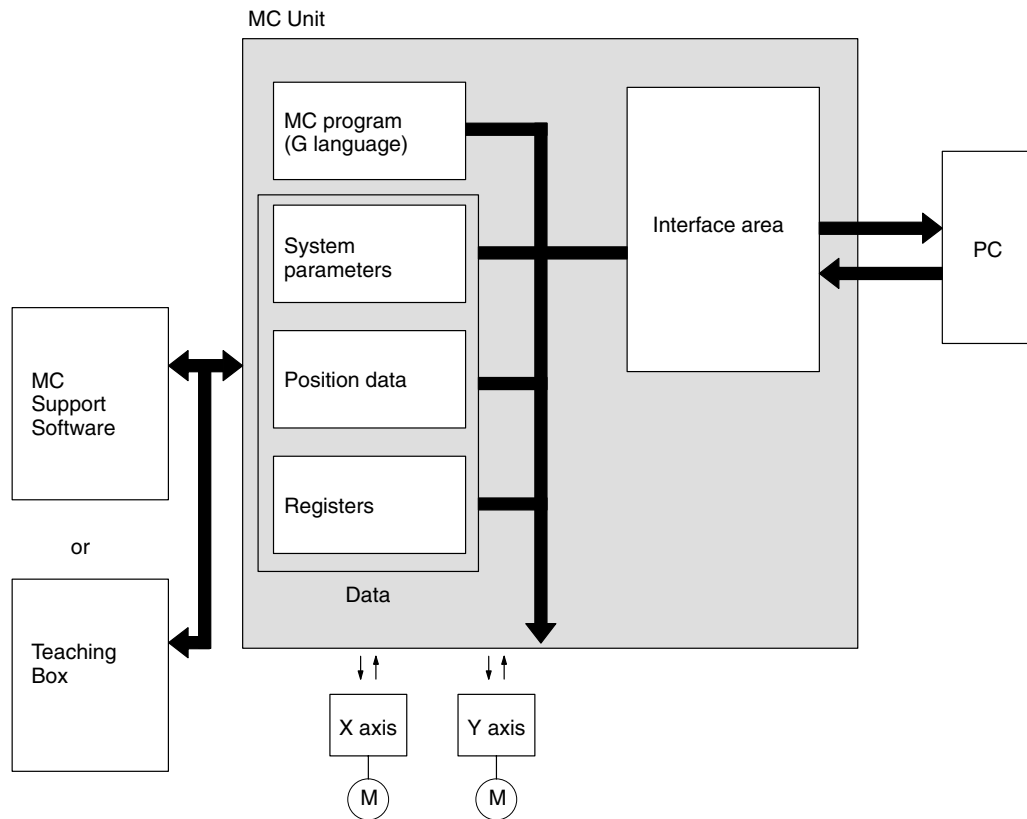 MC Unit
MC program
(G language)
System
parameters
Position data
Registers
Data
Interface area
PC
MC
Support
Software
or
Teaching
Box
X axis
Y axis
M
M